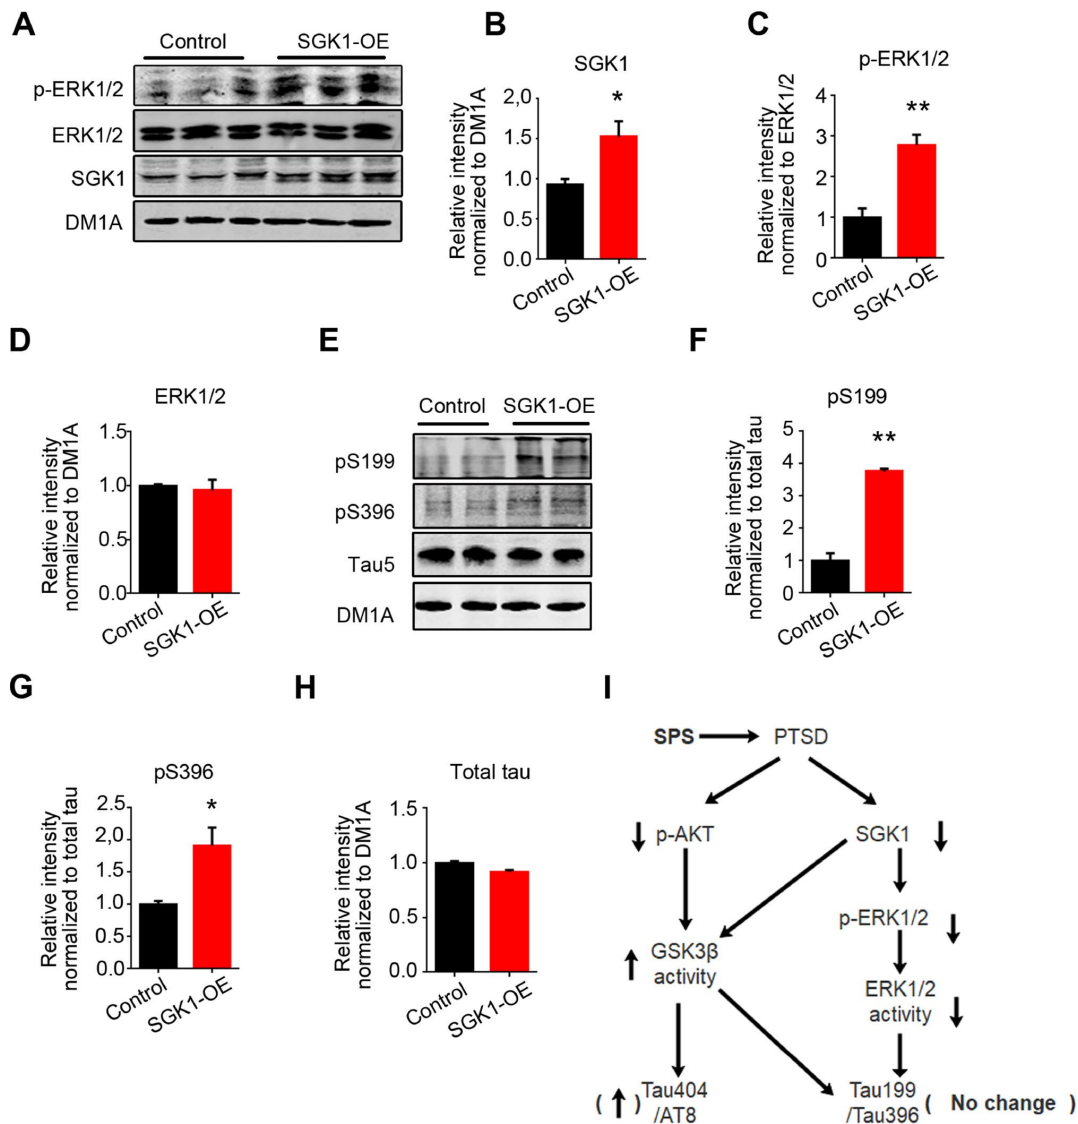 A
Control
SGK1-OE
p-ERK1/2
ERK1/2
SGK1
DM1A
B
SGK1
Relative intensity
normalized to DM1A
2.0
*
1.5
1.0
0.5
0.0
Control
SGK1-OE
C
p-ERK1/2
Relative intensity
normalized to ERK1/2
4
**
3
2
1
0
Control
SGK1-OE
D
ERK1/2
Relative intensity
normalized to DM1A
1.5
1.0
0.5
0.0
Control
SGK1-OE
E
Control
SGK1-OE
pS199
pS396
Tau5
DM1A
F
pS199
Relative intensity
normalized to total tau
5
**
4
3
2
1
0
Control
SGK1-OE
G
pS396
Relative intensity
normalized to total tau
2.5
*
2.0
1.5
1.0
0.5
0.0
Control
SGK1-OE
H
Total tau
Relative intensity
normalized to DM1A
1.5
1.0
0.5
0.0
Control
SGK1-OE
I
SPS
PTSD
p-AKT
SGK1
p-ERK1/2
GSK3β
activity
ERK1/2
activity
( ) Tau404
/AT8
Tau199
/Tau396 ( No change )